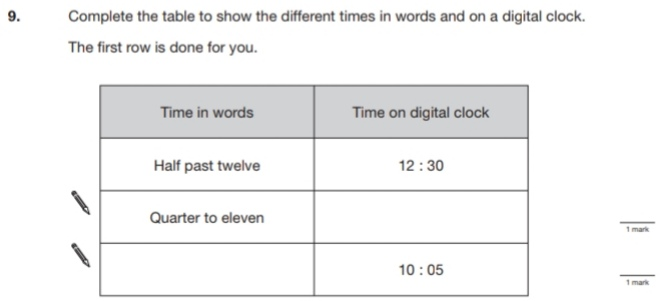 9. Complete the table to show the different times in words and on a digital clock.
The first row is done for you.
Time in words Time on digital clock
Half past twelve 12 : 30
Quarter to eleven
1 mark
10 : 05
1 mark